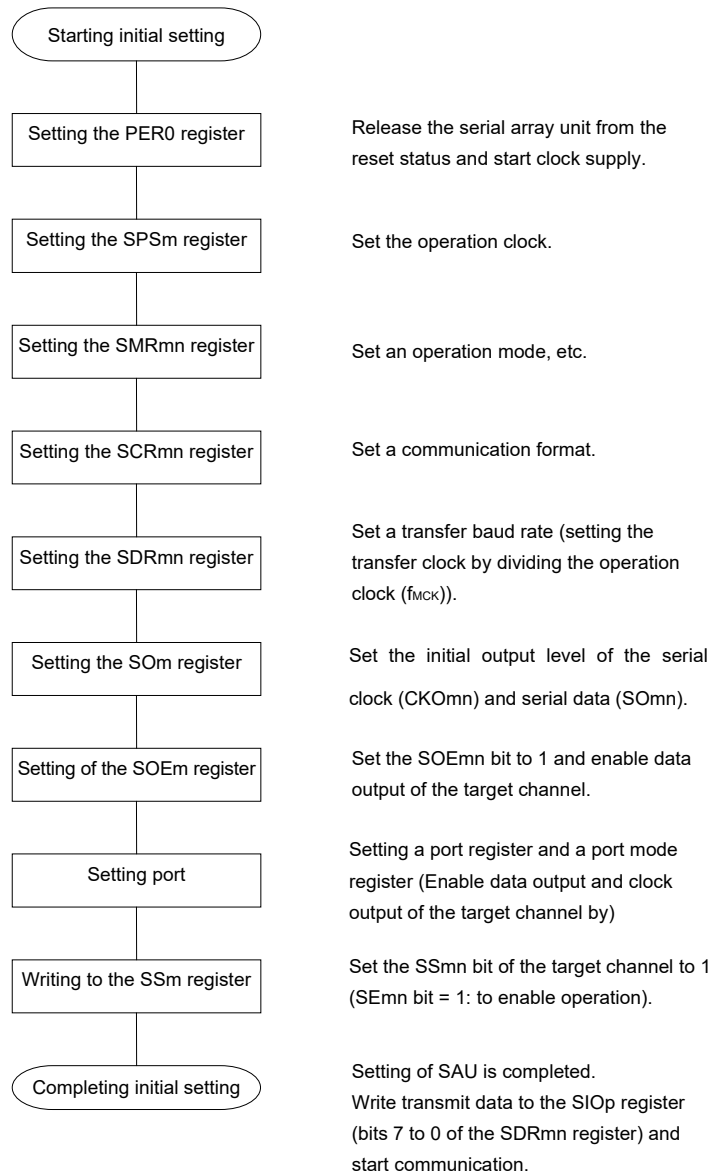 Starting initial setting
Setting the PER0 register
Release the serial array unit from the
reset status and start clock supply.
Setting the SPSm register
Set the operation clock.
Setting the SMRmn register
Set an operation mode, etc.
Setting the SCRmn register
Set a communication format.
Setting the SDRmn register
Set a transfer baud rate (setting the
transfer clock by dividing the operation
clock (fMCK)).
Setting the SOm register
Set the initial output level of the serial
clock (CKOmn) and serial data (SOmn).
Setting of the SOEm register
Set the SOEmn bit to 1 and enable data
output of the target channel.
Setting port
Setting a port register and a port mode
register (Enable data output and clock
output of the target channel by)
Writing to the SSm register
Set the SSmn bit of the target channel to 1
(SEmn bit = 1: to enable operation).
Completing initial setting
Setting of SAU is completed.
Write transmit data to the SIOp register
(bits 7 to 0 of the SDRmn register) and
start communication.